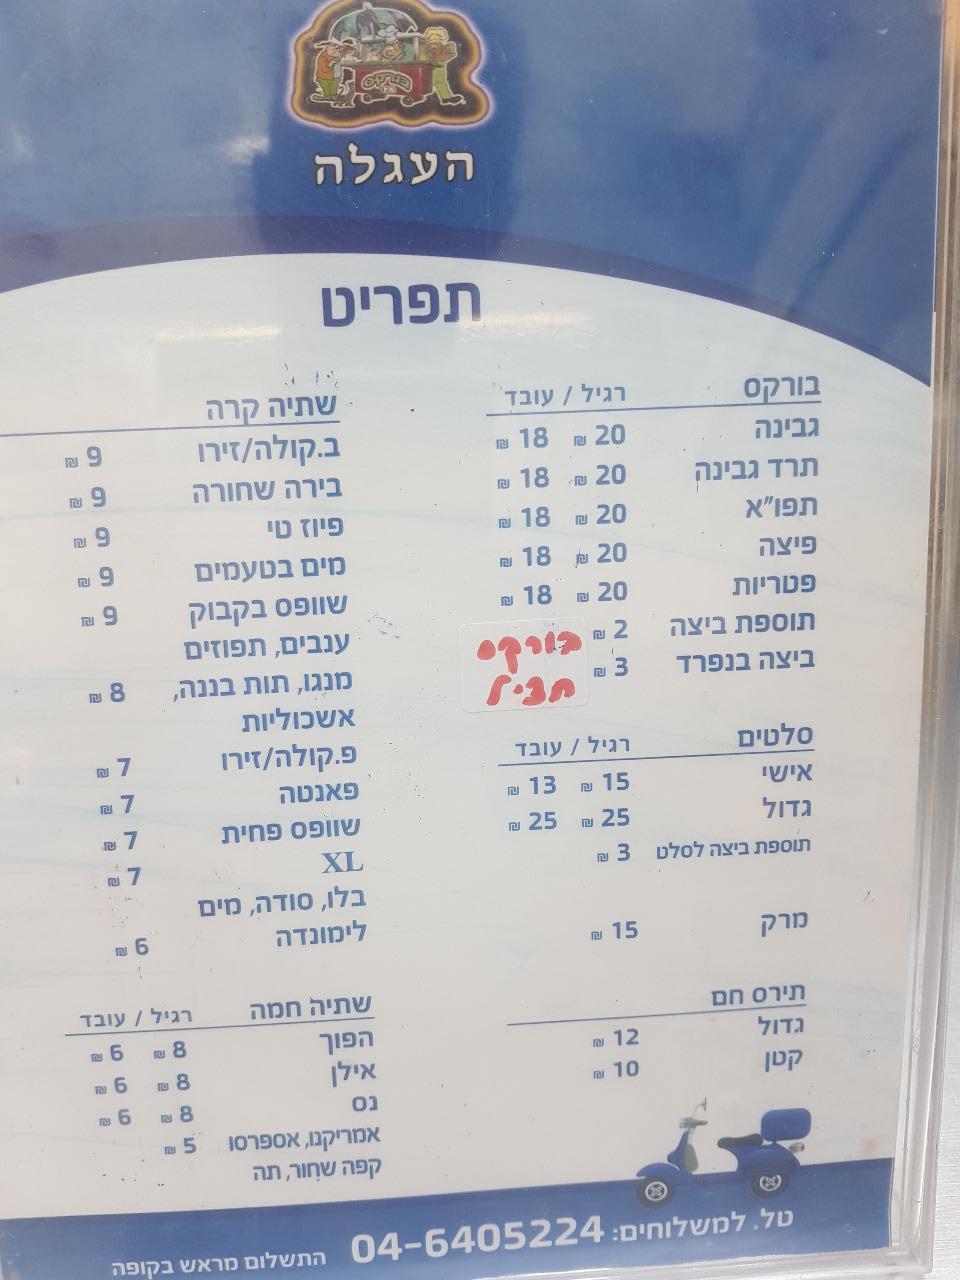 העגלה
תפריט
בורקס רגיל / עובד
גבינה 20 ₪ 18 ₪
תרד גבינה 20 ₪ 18 ₪
תפו"א 20 ₪ 18 ₪
פיצה 20 ₪ 18 ₪
פטריות 20 ₪ 18 ₪
תוספת ביצה 2 ₪
ביצה בנפרד 3 ₪
בורקס
חציל
סלטים רגיל / עובד
אישי 15 ₪ 13 ₪
גדול 25 ₪ 25 ₪
תוספת ביצה לסלט 3 ₪
מרק 15 ₪
תירס חם
גדול 12 ₪
קטן 10 ₪
שתיה קרה
ב.קולה/זירו 9 ₪
בירה שחורה 9 ₪
פיוז טי 9 ₪
מים בטעמים 9 ₪
שוופס בקבוק 9 ₪
ענבים, תפוזים
מנגו, תות בננה, 8 ₪
אשכוליות
פ.קולה/זירו 7 ₪
פאנטה 7 ₪
שוופס פחית 7 ₪
XL 7 ₪
בלו, סודה, מים
לימונדה 6 ₪
שתיה חמה רגיל / עובד
הפוך 8 ₪ 6 ₪
אילן 8 ₪ 6 ₪
נס 8 ₪ 6 ₪
אמריקנו, אספרסו 5 ₪
קפה שחור, תה
טל. למשלוחים: 04-6405224 התשלום מראש בקופה